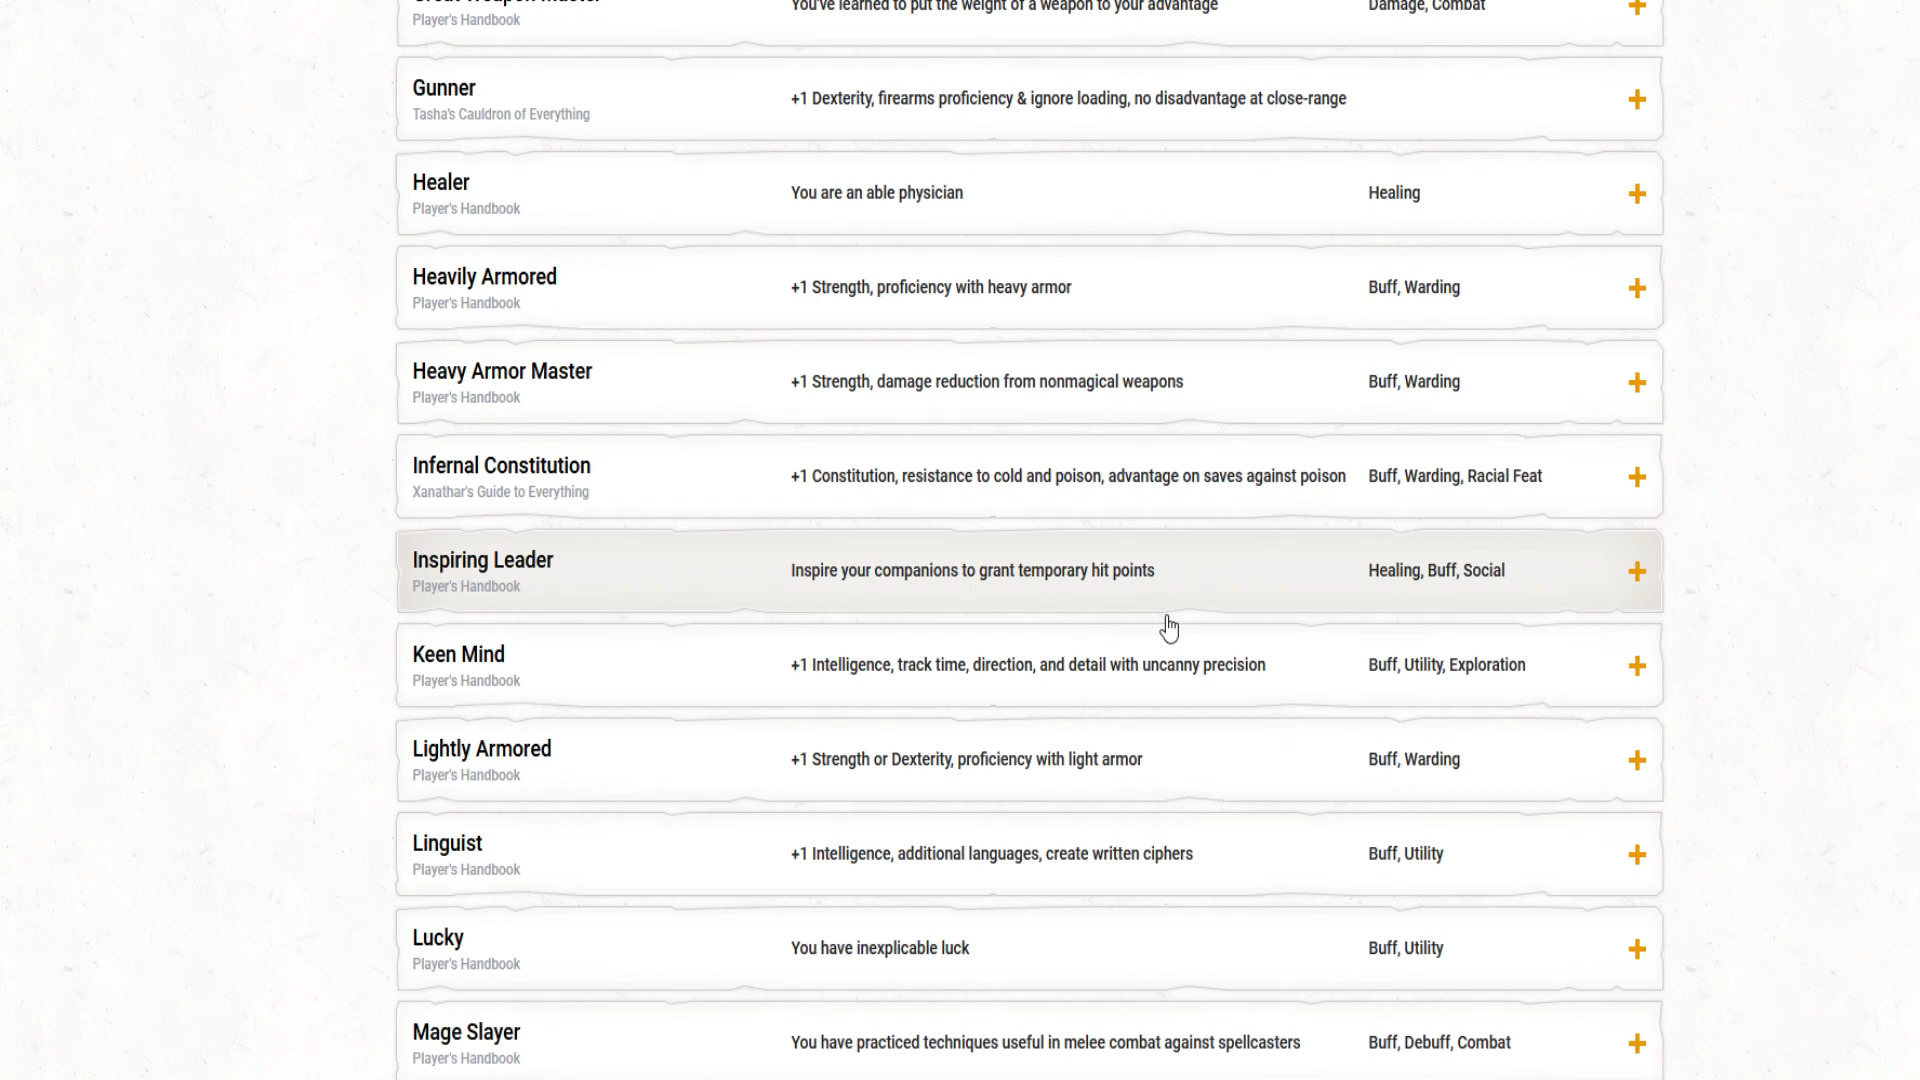 Great Weapon Master
Player's Handbook
You've learned to put the weight of a weapon to your advantage
Damage, Combat
Gunner
Tasha's Cauldron of Everything
+1 Dexterity, firearms proficiency & ignore loading, no disadvantage at close-range
Healer
Player's Handbook
You are an able physician
Healing
Heavily Armored
Player's Handbook
+1 Strength, proficiency with heavy armor
Buff, Warding
Heavy Armor Master
Player's Handbook
+1 Strength, damage reduction from nonmagical weapons
Buff, Warding
Infernal Constitution
Xanathar's Guide to Everything
+1 Constitution, resistance to cold and poison, advantage on saves against poison
Buff, Warding, Racial Feat
Inspiring Leader
Player's Handbook
Inspire your companions to grant temporary hit points
Healing, Buff, Social
Keen Mind
Player's Handbook
+1 Intelligence, track time, direction, and detail with uncanny precision
Buff, Utility, Exploration
Lightly Armored
Player's Handbook
+1 Strength or Dexterity, proficiency with light armor
Buff, Warding
Linguist
Player's Handbook
+1 Intelligence, additional languages, create written ciphers
Buff, Utility
Lucky
Player's Handbook
You have inexplicable luck
Buff, Utility
Mage Slayer
Player's Handbook
You have practiced techniques useful in melee combat against spellcasters
Buff, Debuff, Combat